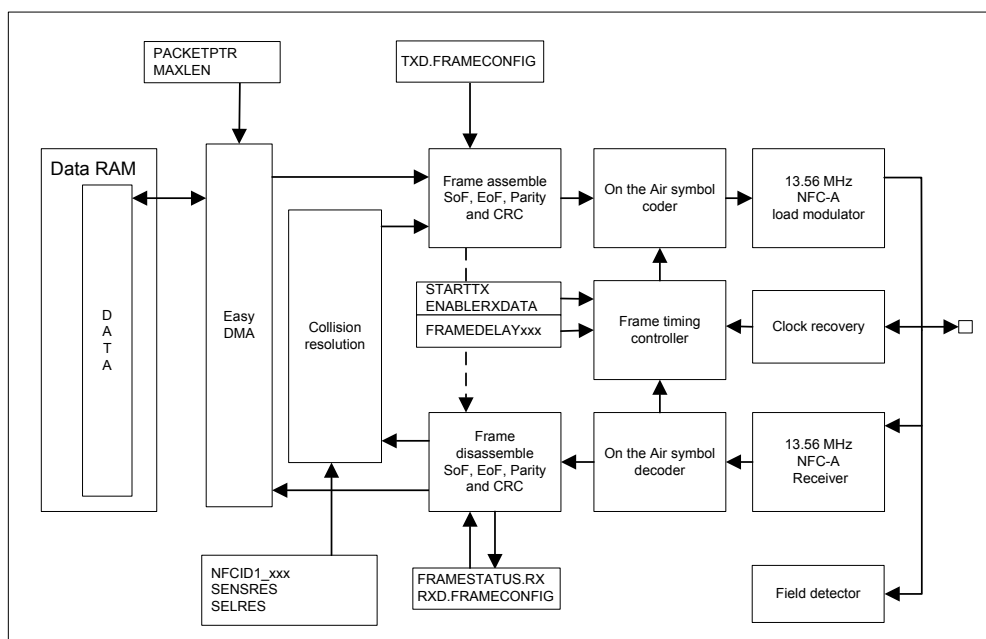 PACKETPTR
MAXLEN
TXD.FRAMECONFIG
Data RAM
D
A
T
A
Easy
DMA
Collision
resolution
Frame assemble
SoF, EoF, Parity
and CRC
On the Air symbol
coder
13.56 MHz
NFC-A
load modulator
STARTTX
ENABLERXDATA
FRAMEDELAYxxx
Frame timing
controller
Clock recovery
Frame
disassemble
SoF, EoF, Parity
and CRC
On the Air symbol
decoder
13.56 MHz
NFC-A
Receiver
NFCID1_xxx
SENSRES
SELRES
FRAMESTATUS.RX
RXD.FRAMECONFIG
Field detector